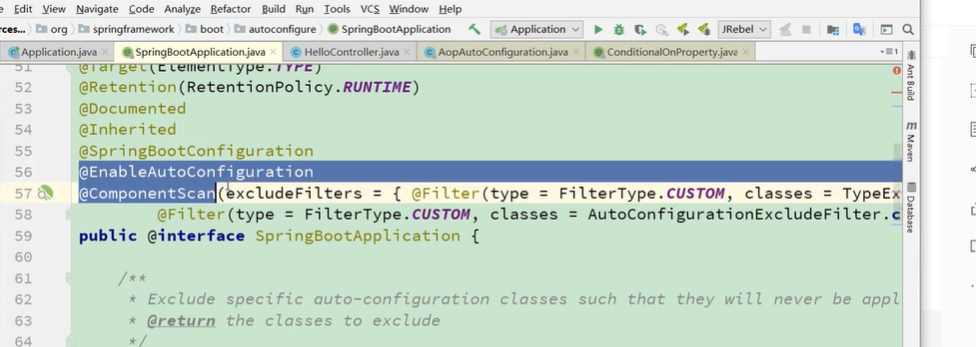 Edit View Navigate Code Analyze Refactor Build Run Tools VCS Window Help
org springframework boot autoconfigure SpringBootApplication Application JRebel
Application.java SpringBootApplication.java HelloController.java AopAutoConfiguration.java ConditionalOnProperty.java
51 @Target(ElementType.TYPE)
52 @Retention(RetentionPolicy.RUNTIME)
53 @Documented
54 @Inherited
55 @SpringBootConfiguration
56 @EnableAutoConfiguration
57 @ComponentScan(excludeFilters = { @Filter(type = FilterType.CUSTOM, classes = TypeEx
58 @Filter(type = FilterType.CUSTOM, classes = AutoConfigurationExcludeFilter.c
59 public @interface SpringBootApplication {
60
61 /**
62 * Exclude specific auto-configuration classes such that they will never be appl
63 * @return the classes to exclude
64 */
Ant Build
Maven
Database